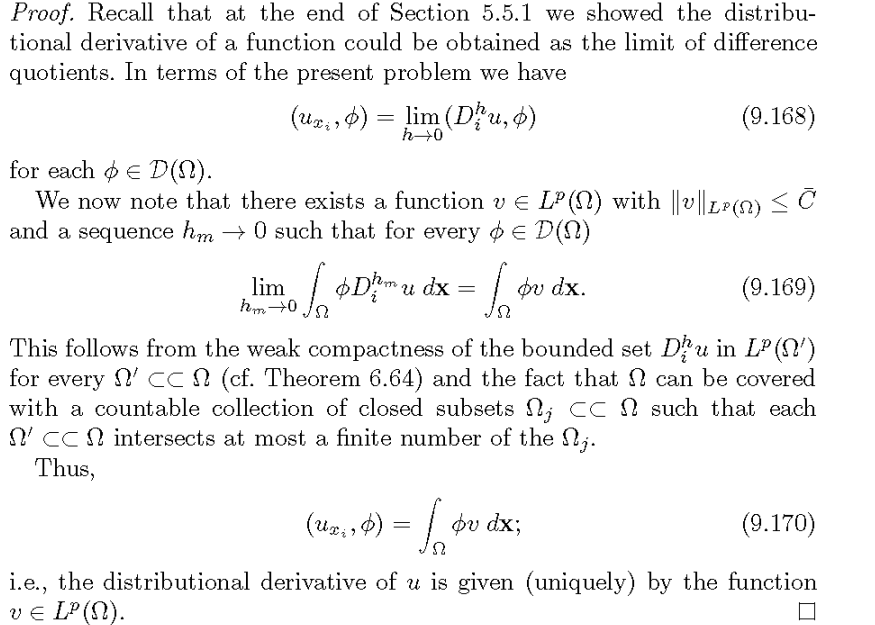 Proof. Recall that at the end of Section 5.5.1 we showed the distribu-
tional derivative of a function could be obtained as the limit of difference
quotients. In terms of the present problem we have
(u_{x_i}, ϕ) = lim_{h→0} (D_i^h u, ϕ) (9.168)
for each ϕ ∈ 𝒟(Ω).
We now note that there exists a function v ∈ L^p(Ω) with ‖v‖_{L^p(Ω)} ≤ C̄
and a sequence h_m → 0 such that for every ϕ ∈ 𝒟(Ω)
lim_{h_m→0} ∫_Ω ϕD_i^{h_m} u dx = ∫_Ω ϕv dx. (9.169)
This follows from the weak compactness of the bounded set D_i^h u in L^p(Ω′)
for every Ω′ ⊂⊂ Ω (cf. Theorem 6.64) and the fact that Ω can be covered
with a countable collection of closed subsets Ω_j ⊂⊂ Ω such that each
Ω′ ⊂⊂ Ω intersects at most a finite number of the Ω_j.
Thus,
(u_{x_i}, ϕ) = ∫_Ω ϕv dx; (9.170)
i.e., the distributional derivative of u is given (uniquely) by the function
v ∈ L^p(Ω). □